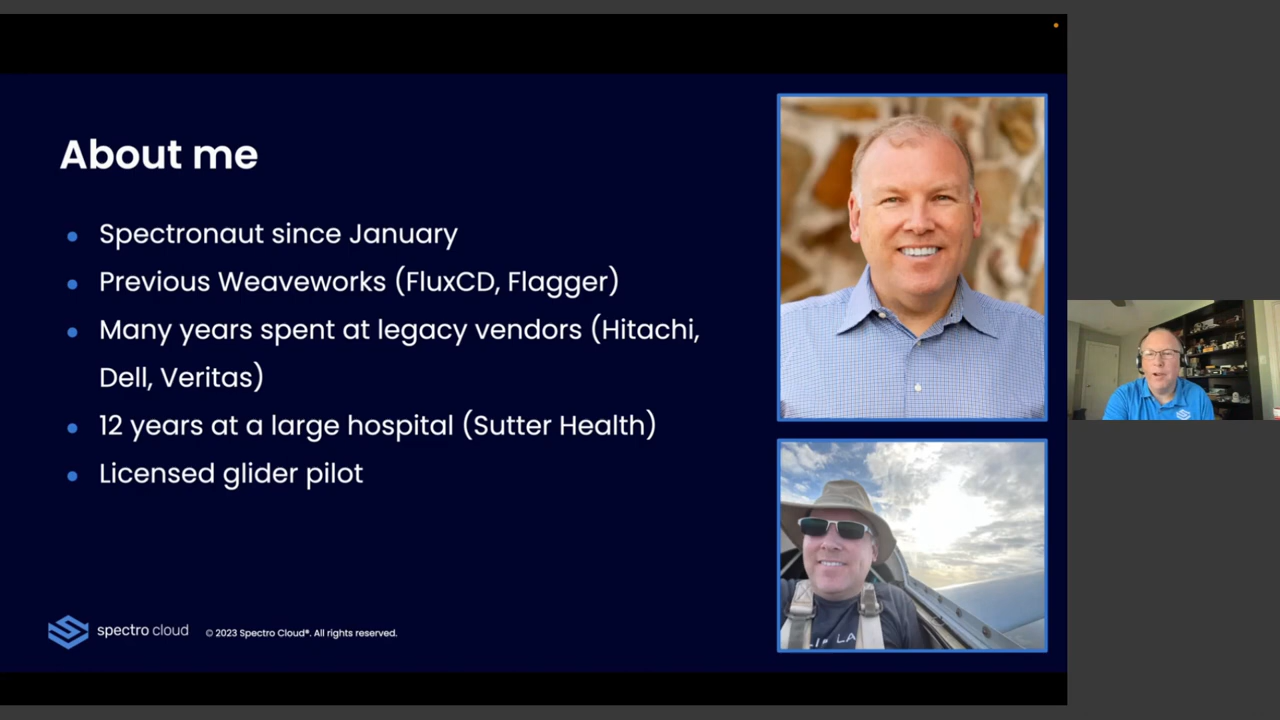 About me
Spectronaut since January
Previous Weaveworks (FluxCD, Flagger)
Many years spent at legacy vendors (Hitachi,
Dell, Veritas)
12 years at a large hospital (Sutter Health)
Licensed glider pilot
spectro cloud
© 2023 Spectro Cloud®. All rights reserved.